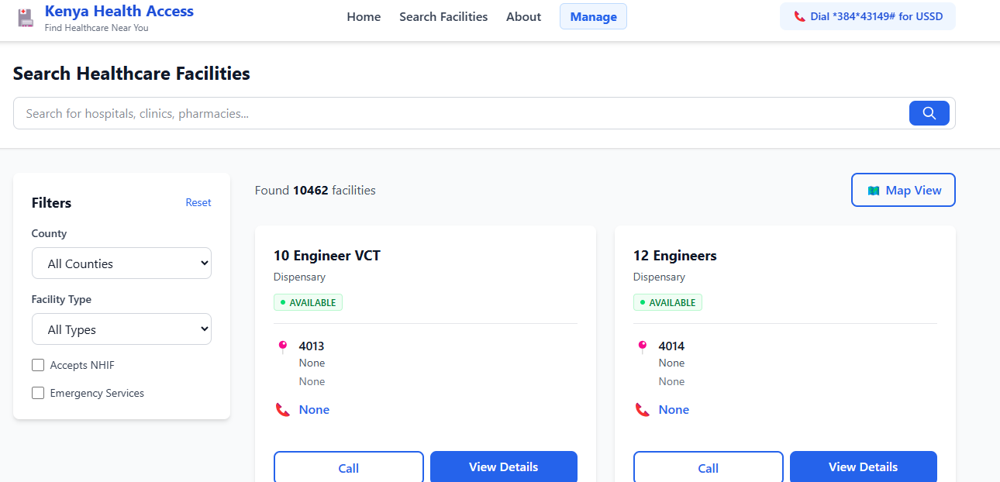 Kenya Health Access
Find Healthcare Near You
Home Search Facilities About Manage
Dial *384*43149# for USSD
Search Healthcare Facilities
Search for hospitals, clinics, pharmacies...
Filters
Reset
County
All Counties
Facility Type
All Types
Accepts NHIF
Emergency Services
Found 10462 facilities
Map View
10 Engineer VCT
Dispensary
AVAILABLE
4013
None
None
None
Call
View Details
12 Engineers
Dispensary
AVAILABLE
4014
None
None
None
Call
View Details